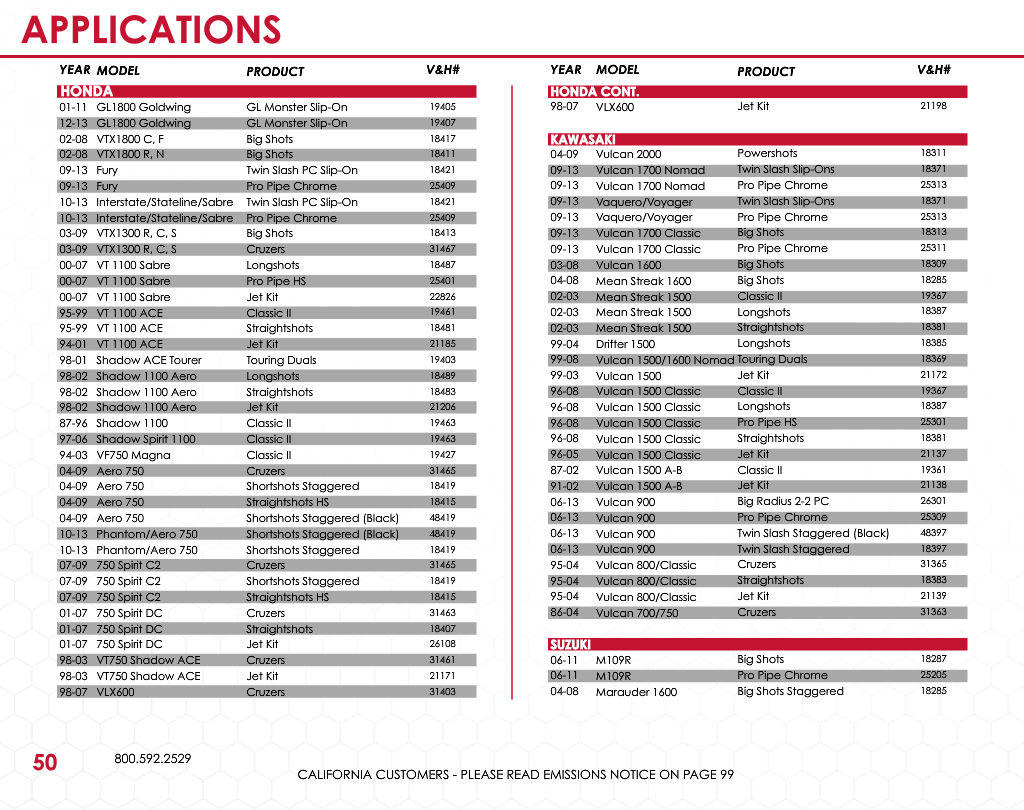 APPLICATIONS
YEAR MODEL PRODUCT V&H#
HONDA
01-11 GL1800 Goldwing GL Monster Slip-On 19405
12-13 GL1800 Goldwing GL Monster Slip-On 19407
02-08 VTX1800 C, F Big Shots 18417
02-08 VTX1800 R, N Big Shots 18411
09-13 Fury Twin Slash PC Slip-On 18421
09-13 Fury Pro Pipe Chrome 25409
10-13 Interstate/Stateline/Sabre Twin Slash PC Slip-On 18421
10-13 Interstate/Stateline/Sabre Pro Pipe Chrome 25409
03-09 VTX1300 R, C, S Big Shots 18413
03-09 VTX1300 R, C, S Cruzers 31467
00-07 VT 1100 Sabre Longshots 18487
00-07 VT 1100 Sabre Pro Pipe HS 25401
00-07 VT 1100 Sabre Jet Kit 22826
95-99 VT 1100 ACE Classic II 19461
95-99 VT 1100 ACE Straightshots 18481
94-01 VT 1100 ACE Jet Kit 21185
98-01 Shadow ACE Tourer Touring Duals 19403
98-02 Shadow 1100 Aero Longshots 18489
98-02 Shadow 1100 Aero Straightshots 18483
98-02 Shadow 1100 Aero Jet Kit 21206
87-96 Shadow 1100 Classic II 19463
97-06 Shadow Spirit 1100 Classic II 19463
94-03 VF750 Magna Classic II 19427
04-09 Aero 750 Cruzers 31465
04-09 Aero 750 Shortshots Staggered 18419
04-09 Aero 750 Straightshots HS 18415
04-09 Aero 750 Shortshots Staggered (Black) 48419
10-13 Phantom/Aero 750 Shortshots Staggered (Black) 48419
10-13 Phantom/Aero 750 Shortshots Staggered 18419
07-09 750 Spirit C2 Cruzers 31465
07-09 750 Spirit C2 Shortshots Staggered 18419
07-09 750 Spirit C2 Straightshots HS 18415
01-07 750 Spirit DC Cruzers 31463
01-07 750 Spirit DC Straightshots 18407
01-07 750 Spirit DC Jet Kit 26108
98-03 VT750 Shadow ACE Cruzers 31461
98-03 VT750 Shadow ACE Jet Kit 21171
98-07 VLX600 Cruzers 31403
YEAR MODEL PRODUCT V&H#
HONDA CONT.
98-07 VLX600 Jet Kit 21198
KAWASAKI
04-09 Vulcan 2000 Powershots 18311
09-13 Vulcan 1700 Nomad Twin Slash Slip-Ons 18371
09-13 Vulcan 1700 Nomad Pro Pipe Chrome 25313
09-13 Vaquero/Voyager Twin Slash Slip-Ons 18371
09-13 Vaquero/Voyager Pro Pipe Chrome 25313
09-13 Vulcan 1700 Classic Big Shots 18313
09-13 Vulcan 1700 Classic Pro Pipe Chrome 25311
03-08 Vulcan 1600 Big Shots 18309
04-08 Mean Streak 1600 Big Shots 18285
02-03 Mean Streak 1500 Classic II 19367
02-03 Mean Streak 1500 Longshots 18387
02-03 Mean Streak 1500 Straightshots 18381
99-04 Drifter 1500 Longshots 18385
99-08 Vulcan 1500/1600 Nomad Touring Duals 18369
99-03 Vulcan 1500 Jet Kit 21172
96-08 Vulcan 1500 Classic Classic II 19367
96-08 Vulcan 1500 Classic Longshots 18387
96-08 Vulcan 1500 Classic Pro Pipe HS 25301
96-08 Vulcan 1500 Classic Straightshots 18381
96-05 Vulcan 1500 Classic Jet Kit 21137
87-02 Vulcan 1500 A-B Classic II 19361
91-02 Vulcan 1500 A-B Jet Kit 21138
06-13 Vulcan 900 Big Radius 2-2 PC 26301
06-13 Vulcan 900 Pro Pipe Chrome 25309
06-13 Vulcan 900 Twin Slash Staggered (Black) 48397
06-13 Vulcan 900 Twin Slash Staggered 18397
95-04 Vulcan 800/Classic Cruzers 31365
95-04 Vulcan 800/Classic Straightshots 18383
95-04 Vulcan 800/Classic Jet Kit 21139
86-04 Vulcan 700/750 Cruzers 31363
SUZUKI
06-11 M109R Big Shots 18287
06-11 M109R Pro Pipe Chrome 25205
04-08 Marauder 1600 Big Shots Staggered 18285
50 800.592.2529
CALIFORNIA CUSTOMERS - PLEASE READ EMISSIONS NOTICE ON PAGE 99